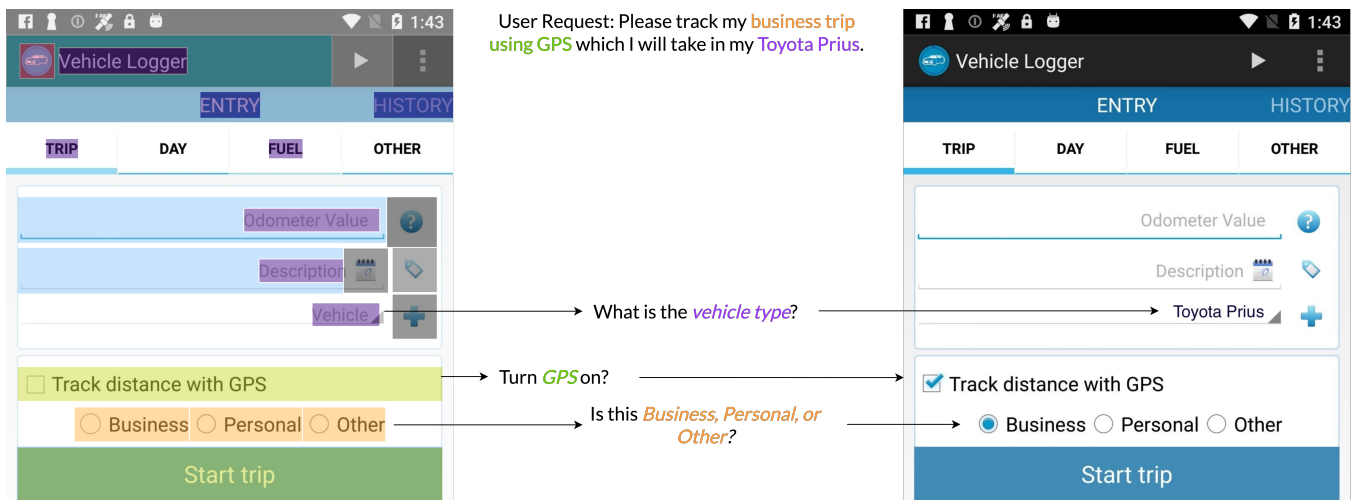 1:43
Vehicle Logger
ENTRY HISTORY
TRIP DAY FUEL OTHER
Odometer Value
Description
Vehicle
Track distance with GPS
Business Personal Other
Start trip
User Request: Please track my business trip
using GPS which I will take in my Toyota Prius.
What is the vehicle type?
Turn GPS on?
Is this Business, Personal, or
Other?
1:43
Vehicle Logger
ENTRY HISTORY
TRIP DAY FUEL OTHER
Odometer Value
Description
Toyota Prius
Track distance with GPS
Business Personal Other
Start trip